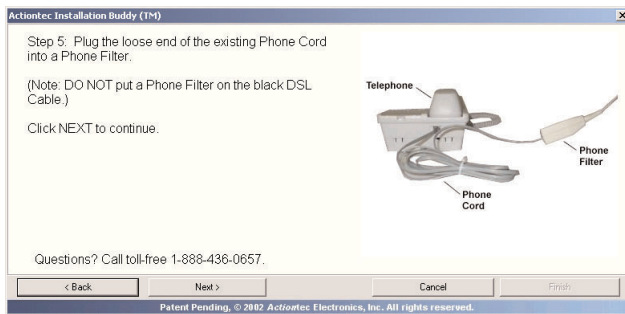 Actiontec Installation Buddy (TM)
Step 5: Plug the loose end of the existing Phone Cord
into a Phone Filter.
(Note: DO NOT put a Phone Filter on the black DSL
Cable.)
Click NEXT to continue.
Telephone
Phone
Filter
Phone
Cord
Questions? Call toll-free 1-888-436-0657.
< Back
Next >
Cancel
Finish
Patent Pending, © 2002 Actiontec Electronics, Inc. All rights reserved.